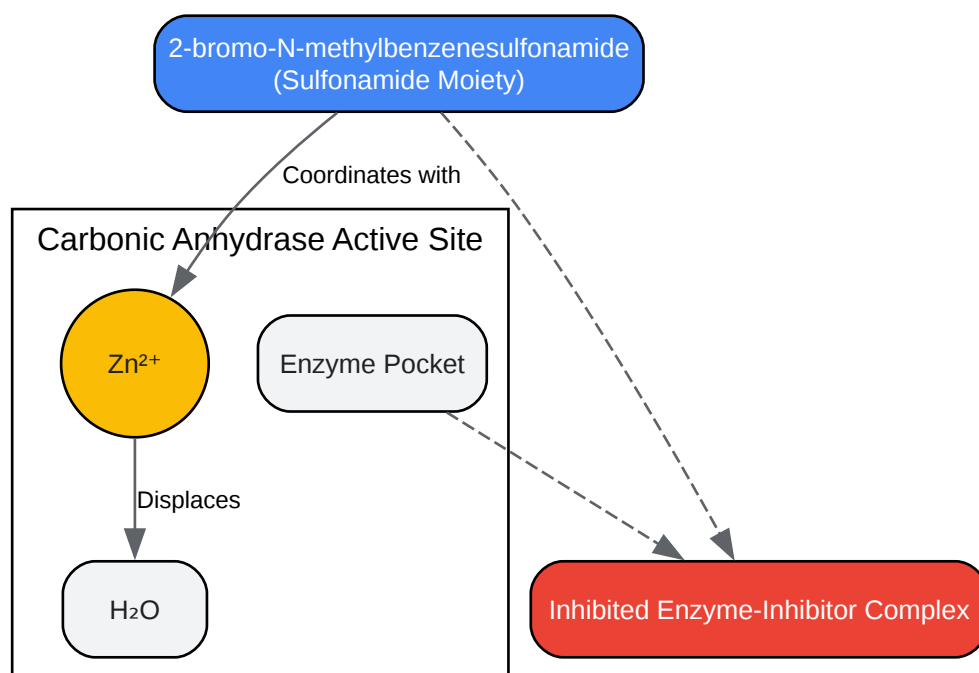 2-bromo-N-methylbenzenesulfonamide
(Sulfonamide Moiety)
Coordinates with
Carbonic Anhydrase Active Site
Zn²⁺
Enzyme Pocket
Displaces
H₂O
Inhibited Enzyme-Inhibitor Complex